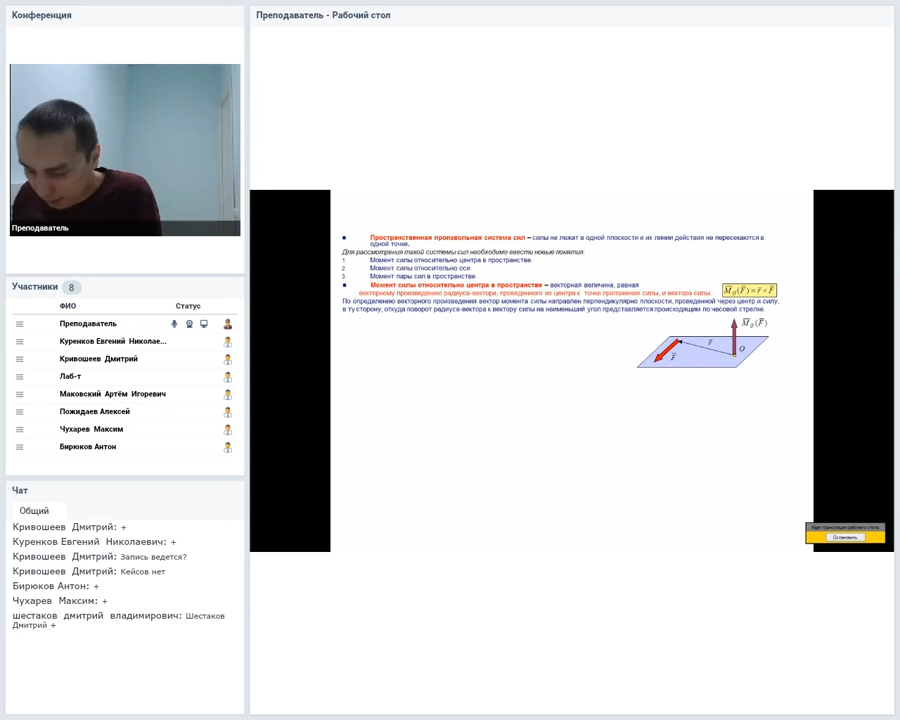 Конференция
Преподаватель
Участники 8
ФИО Статус
Преподаватель
Куренков Евгений Николае...
Кривошеев Дмитрий
Лаб-т
Маковский Артём Игоревич
Пожидаев Алексей
Чухарев Максим
Бирюков Антон
Чат
Общий
Кривошеев Дмитрий: +
Куренков Евгений Николаевич: +
Кривошеев Дмитрий: Запись ведется?
Кривошеев Дмитрий: Кейсов нет
Бирюков Антон: +
Чухарев Максим: +
шестаков дмитрий владимирович: Шестаков
Дмитрий +
Преподаватель - Рабочий стол
Пространственная произвольная система сил – силы не лежат в одной плоскости и их линии действия не пересекаются в
одной точке.
Для рассмотрения такой системы сил необходимо ввести новые понятия:
1. Момент силы относительно центра в пространстве.
2. Момент силы относительно оси.
3. Момент пары сил в пространстве.
Момент силы относительно центра в пространстве – векторная величина, равная
векторному произведению радиуса-вектора, проведенного из центра к точке приложения силы, и вектора силы.
M̅O(F̅) = r̅ × F̅
По определению векторного произведения вектор момента силы направлен перпендикулярно плоскости, проведенной через центр и силу,
в ту сторону, откуда поворот радиуса-вектора к вектору силы на наименьший угол представляется происходящим по часовой стрелке.
M̅O(F̅)
r̅
O
F̅
Идет трансляция рабочего стола
Остановить